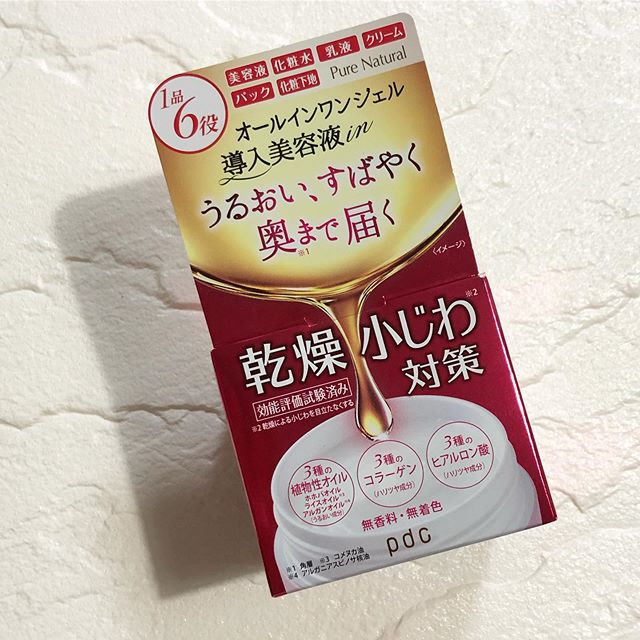 1品
6役
美容液 化粧水 乳液 クリーム
パック 化粧下地 Pure Natural
オールインワンジェル
導入美容液in
うるおい、すばやく
奥まで届く
※1
〈イメージ〉
乾燥小じわ※2
対策
効能評価試験済み
※2 乾燥による小じわを目立たなくする
3種の
植物性オイル
ホホバオイル
ライスオイル※3
アルガンオイル※4
(うるおい成分)
3種の
コラーゲン
(ハリツヤ成分)
3種の
ヒアルロン酸
(ハリツヤ成分)
無香料・無着色
pdc
※1 角層 ※3 コメヌカ油
※4 アルガニアスピノサ核油